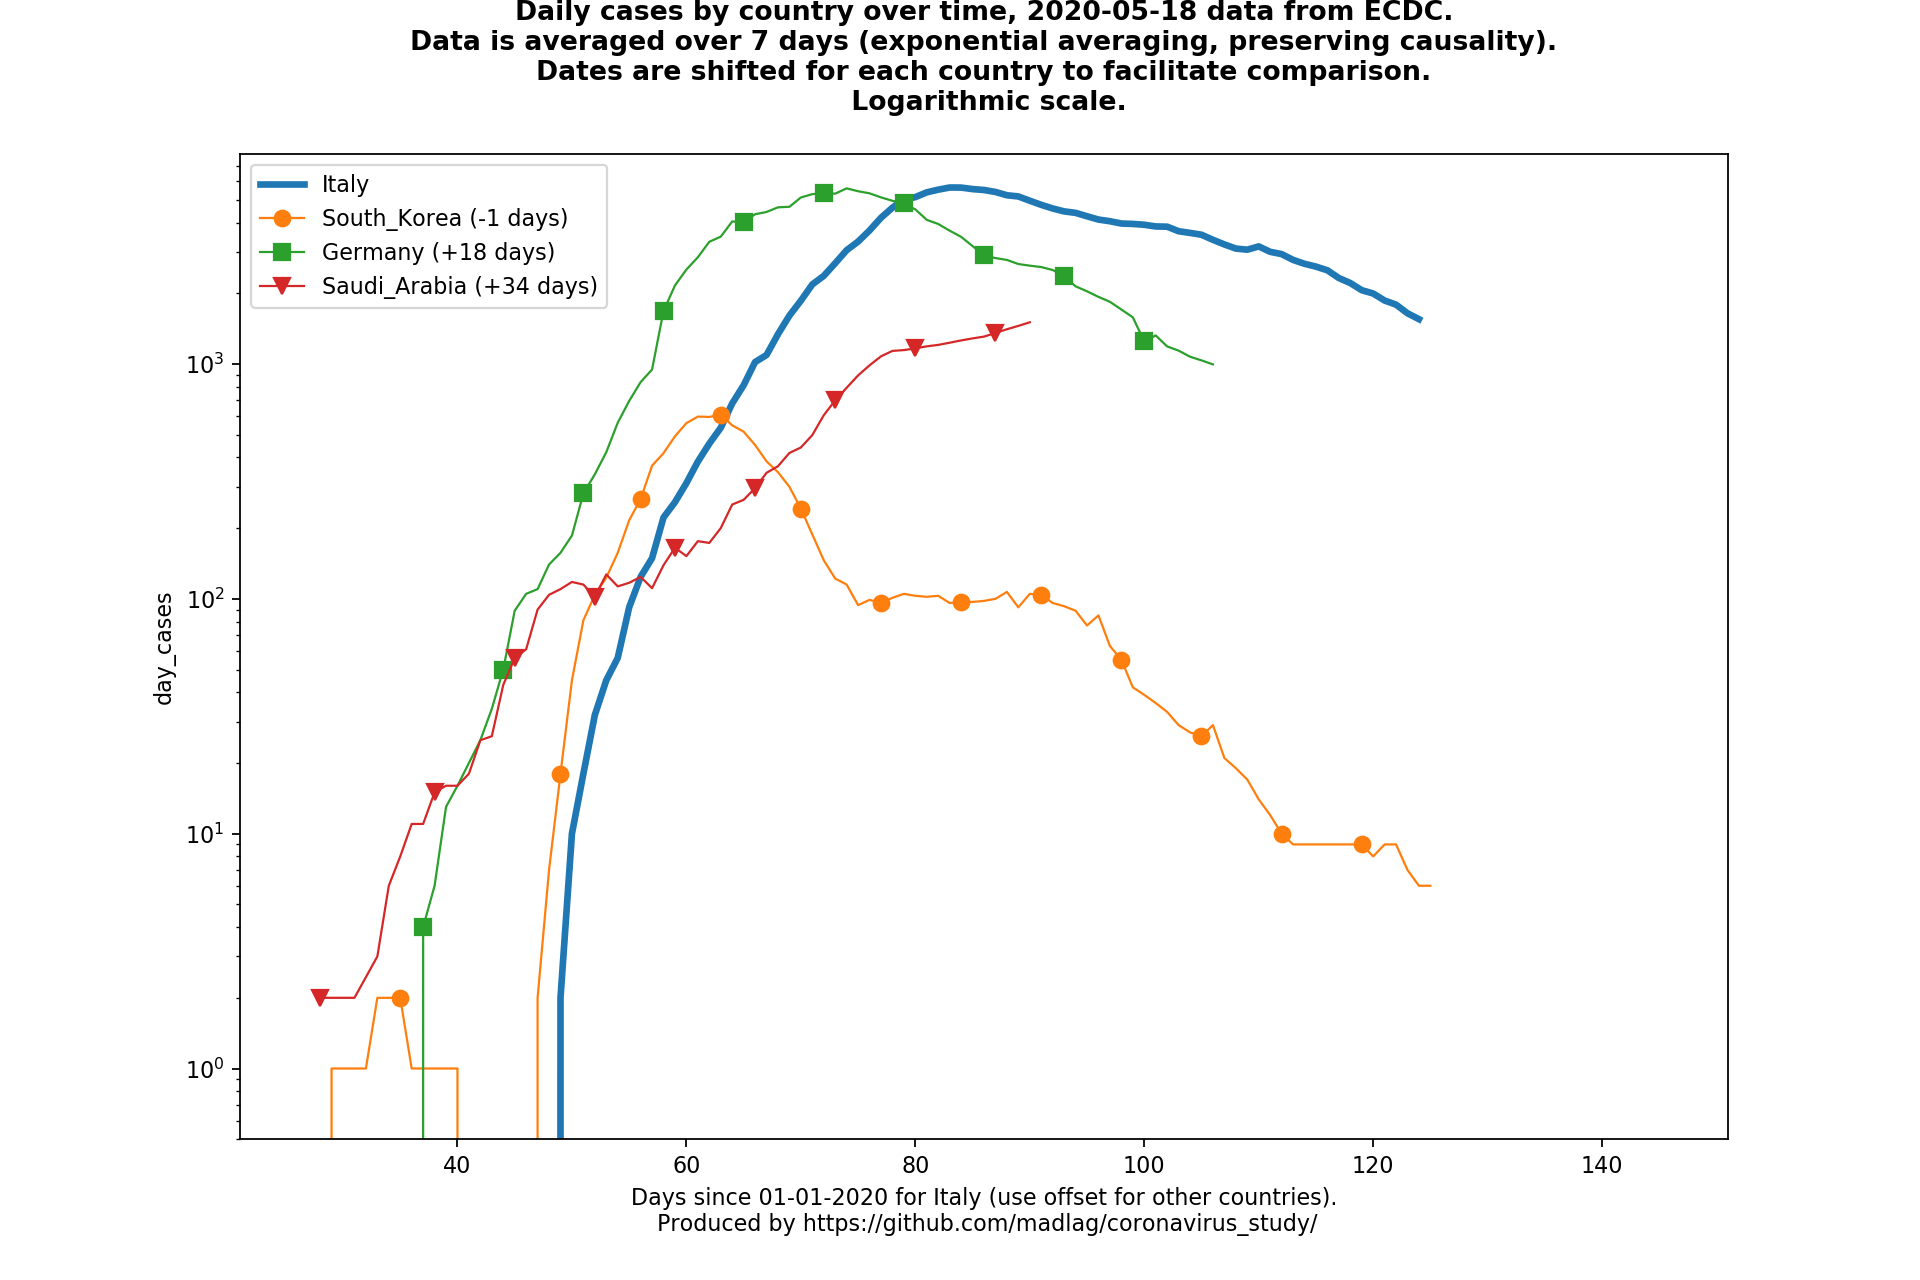 Daily cases by country over time, 2020-05-18 data from ECDC.
Data is averaged over 7 days (exponential averaging, preserving causality).
Dates are shifted for each country to facilitate comparison.
Logarithmic scale.
Italy
South_Korea (-1 days)
Germany (+18 days)
Saudi_Arabia (+34 days)
day_cases
10³
10²
10¹
10⁰
40 60 80 100 120 140
Days since 01-01-2020 for Italy (use offset for other countries).
Produced by https://github.com/madlag/coronavirus_study/